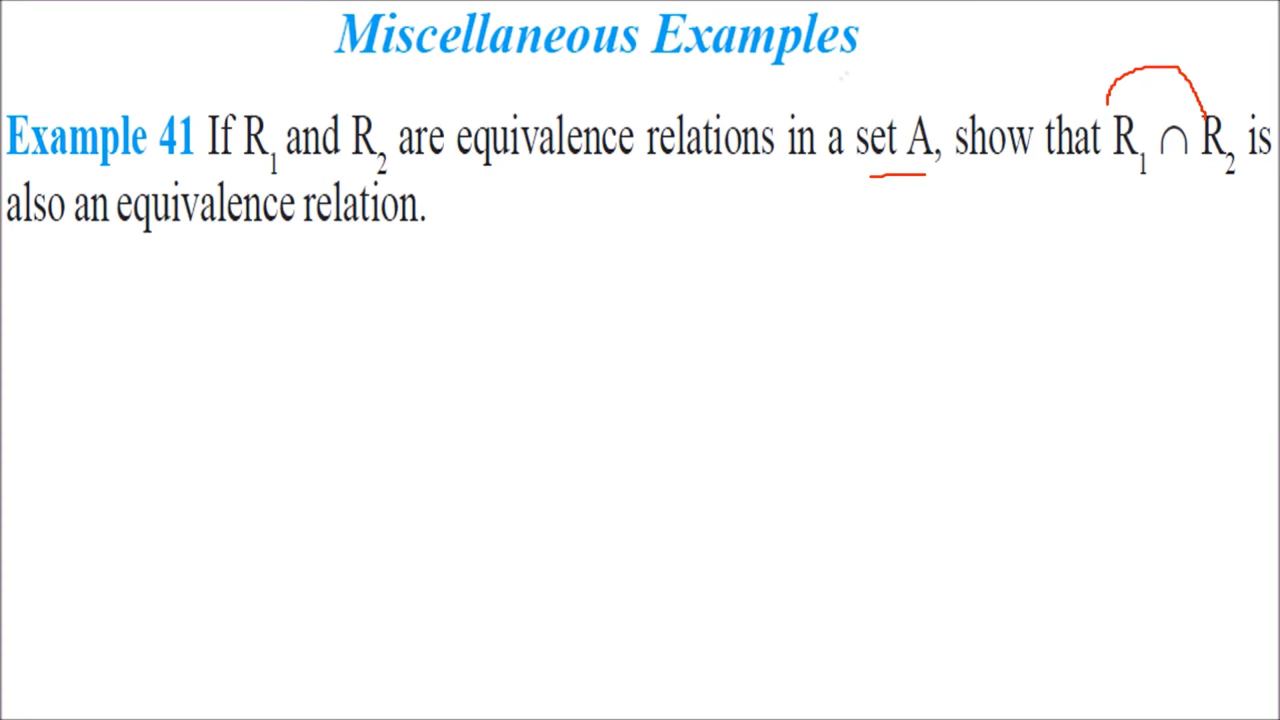 Miscellaneous Examples
Example 41 If R₁ and R₂ are equivalence relations in a set A, show that R₁ ∩ R₂ is
also an equivalence relation.